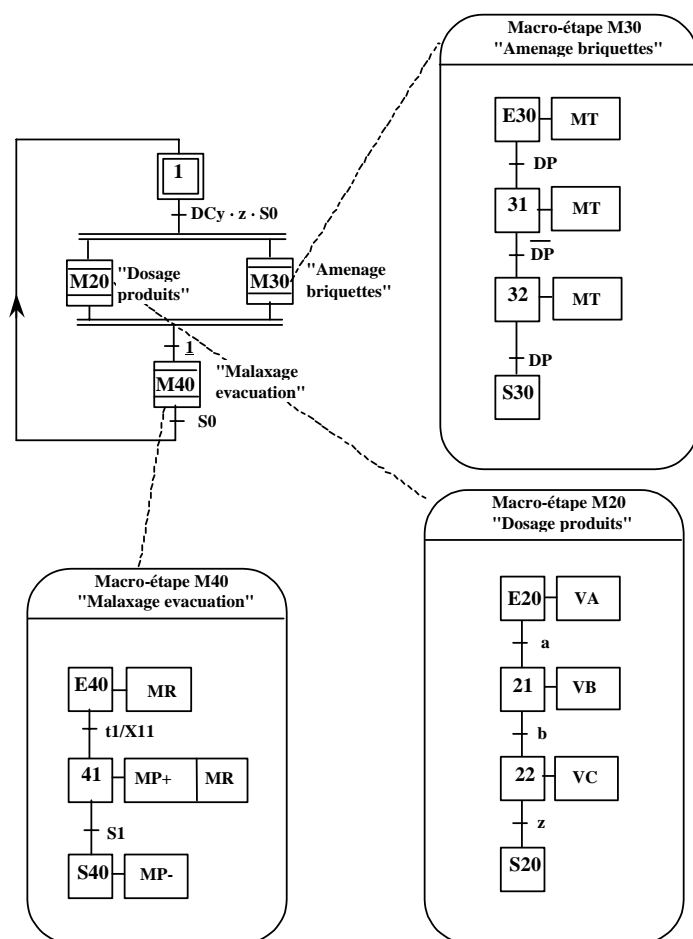 Macro-étape M30
"Amenage briquettes"
E30
MT
DP
31
MT
D̅P̅
32
MT
DP
S30
1
DCy · z · S0
M20
"Dosage
produits"
M30
"Amenage
briquettes"
1
M40
"Malaxage
evacuation"
S0
Macro-étape M20
"Dosage produits"
E20
VA
a
21
VB
b
22
VC
z
S20
Macro-étape M40
"Malaxage evacuation"
E40
MR
t1/X11
41
MP+
MR
S1
S40
MP-